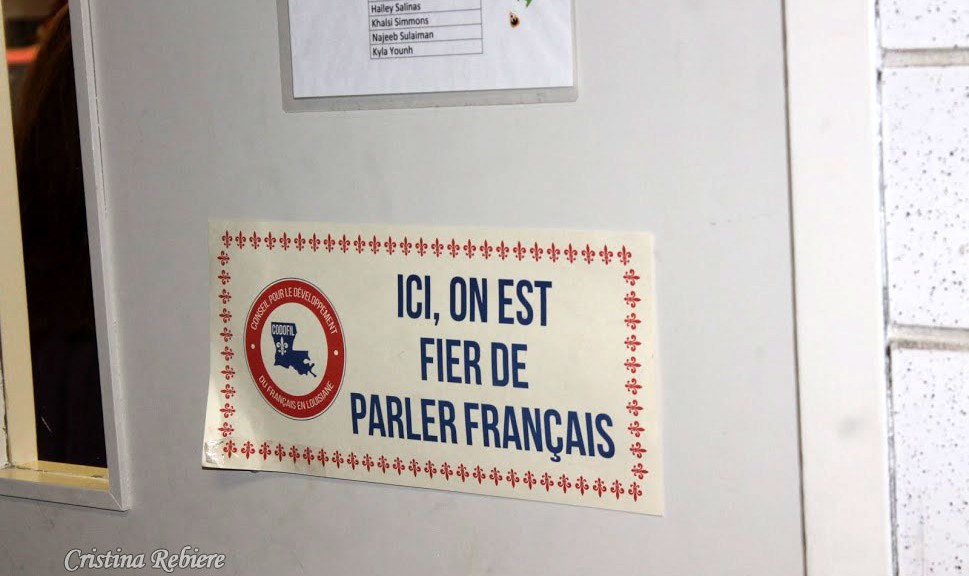 Hailey Salinas
Khalsi Simmons
Najeeb Sulaiman
Kyla Younh
ICI, ON EST
FIER DE
PARLER FRANÇAIS
CONSEIL POUR LE DÉVELOPPEMENT
CODOFIL
DU FRANÇAIS EN LOUISIANE
Cristina Rebiere